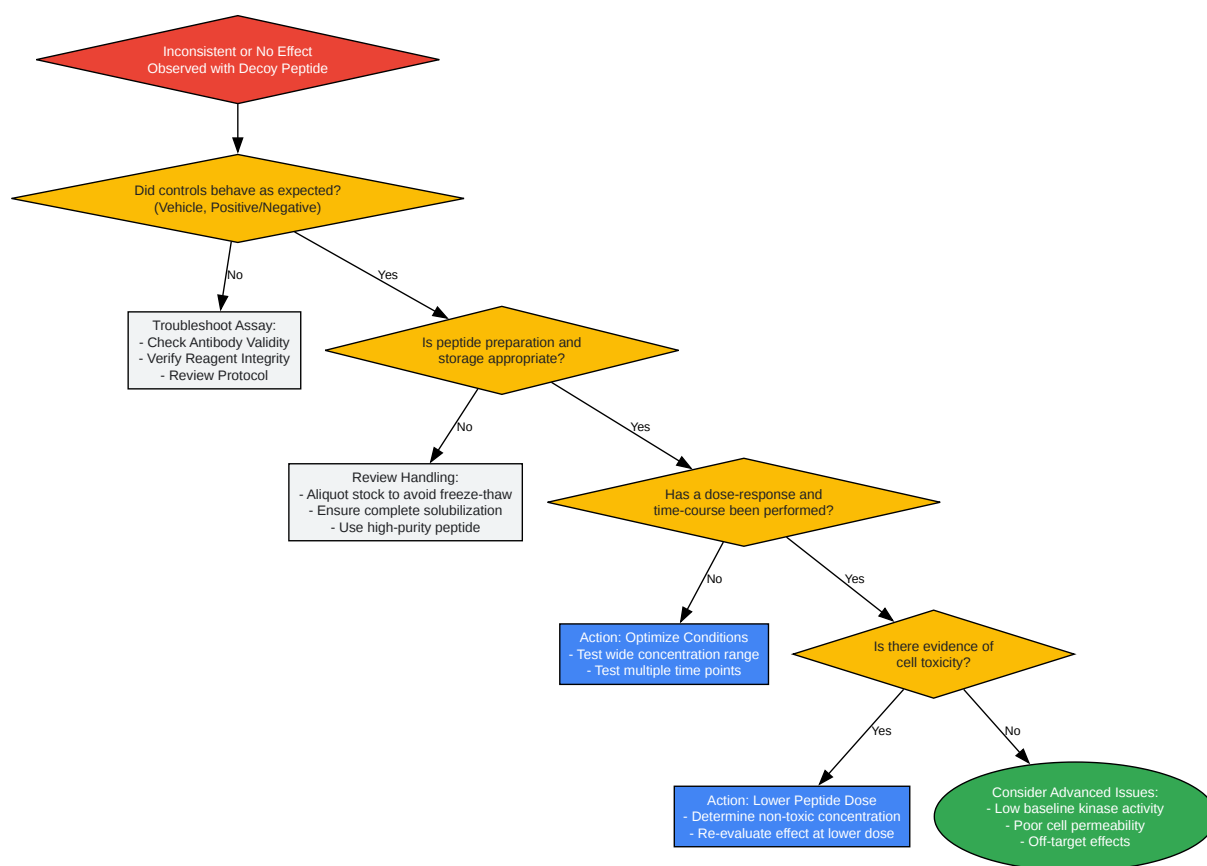 Inconsistent or No Effect
Observed with Decoy Peptide
Did controls behave as expected?
(Vehicle, Positive/Negative)
No
Yes
Troubleshoot Assay:
- Check Antibody Validity
- Verify Reagent Integrity
- Review Protocol
Is peptide preparation and
storage appropriate?
No
Yes
Review Handling:
- Aliquot stock to avoid freeze-thaw
- Ensure complete solubilization
- Use high-purity peptide
Has a dose-response and
time-course been performed?
No
Yes
Action: Optimize Conditions
- Test wide concentration range
- Test multiple time points
Is there evidence of
cell toxicity?
Yes
No
Action: Lower Peptide Dose
- Determine non-toxic concentration
- Re-evaluate effect at lower dose
Consider Advanced Issues:
- Low baseline kinase activity
- Poor cell permeability
- Off-target effects